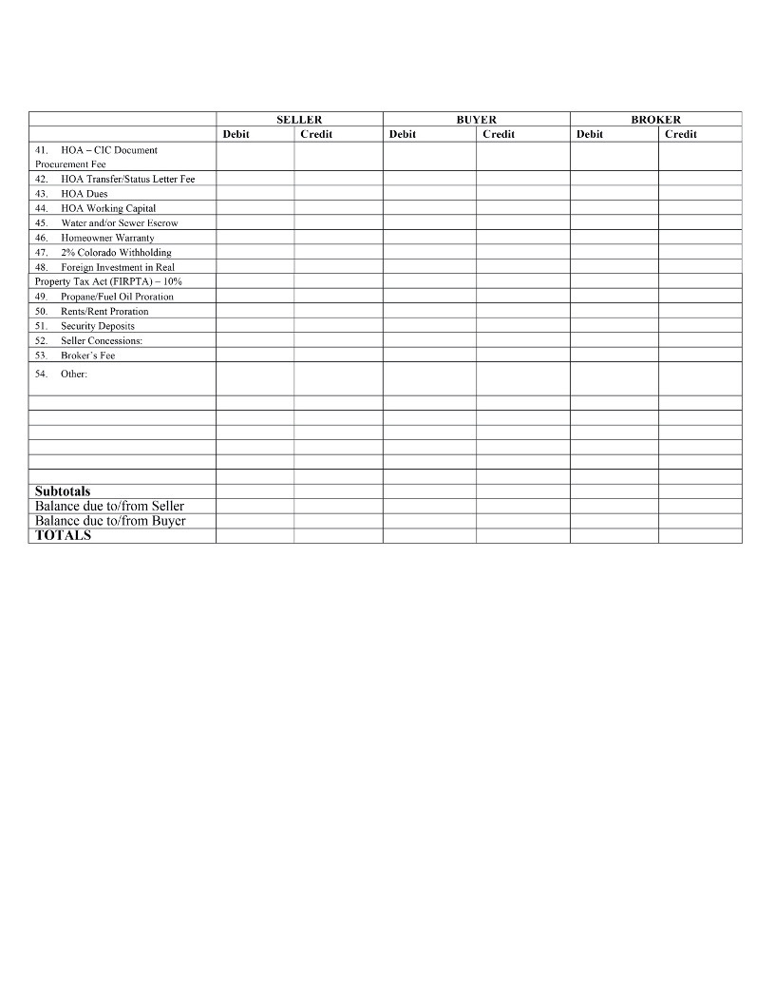 SELLER BUYER BROKER
Debit Credit Debit Credit Debit Credit
41. HOA – CIC Document
Procurement Fee
42. HOA Transfer/Status Letter Fee
43. HOA Dues
44. HOA Working Capital
45. Water and/or Sewer Escrow
46. Homeowner Warranty
47. 2% Colorado Withholding
48. Foreign Investment in Real
Property Tax Act (FIRPTA) – 10%
49. Propane/Fuel Oil Proration
50. Rents/Rent Proration
51. Security Deposits
52. Seller Concessions:
53. Broker's Fee
54. Other:
Subtotals
Balance due to/from Seller
Balance due to/from Buyer
TOTALS